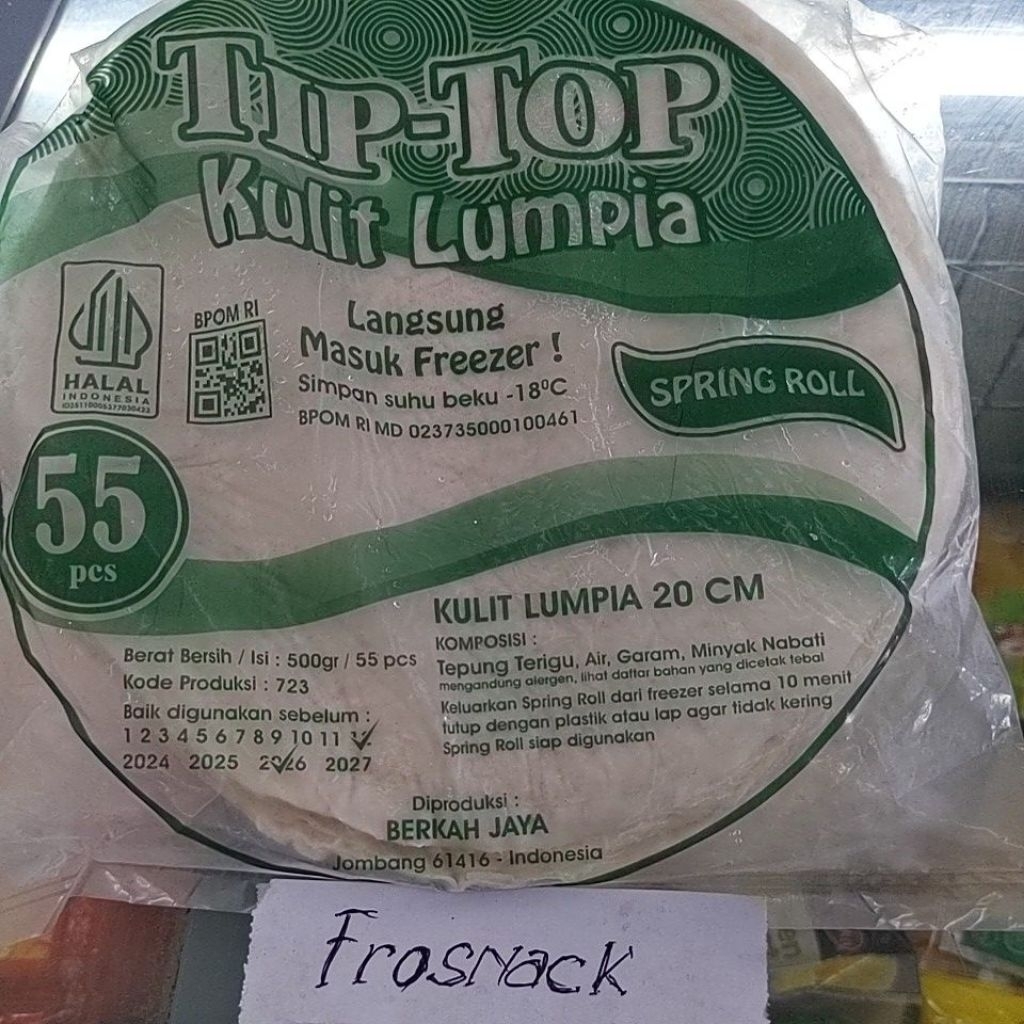 TIP-TOP
Kulit Lumpia
HALAL
INDONESIA
BPOM RI
Langsung
Masuk Freezer !
Simpan suhu beku -18⁰C
BPOM RI MD 023735000100461
SPRING ROLL
55
pcs
KULIT LUMPIA 20 CM
KOMPOSISI :
Tepung Terigu, Air, Garam, Minyak Nabati
mengandung alergen, lihat daftar bahan yang dicetak tebal
Keluarkan Spring Roll dari freezer selama 10 menit
tutup dengan plastik atau lap agar tidak kering
Spring Roll siap digunakan
Berat Bersih / Isi : 500gr / 55 pcs
Kode Produksi : 723
Baik digunakan sebelum :
1 2 3 4 5 6 7 8 9 10 11 12
2024 2025 2026 2027
Diproduksi :
BERKAH JAYA
Jombang 61416 - Indonesia
Frosnack